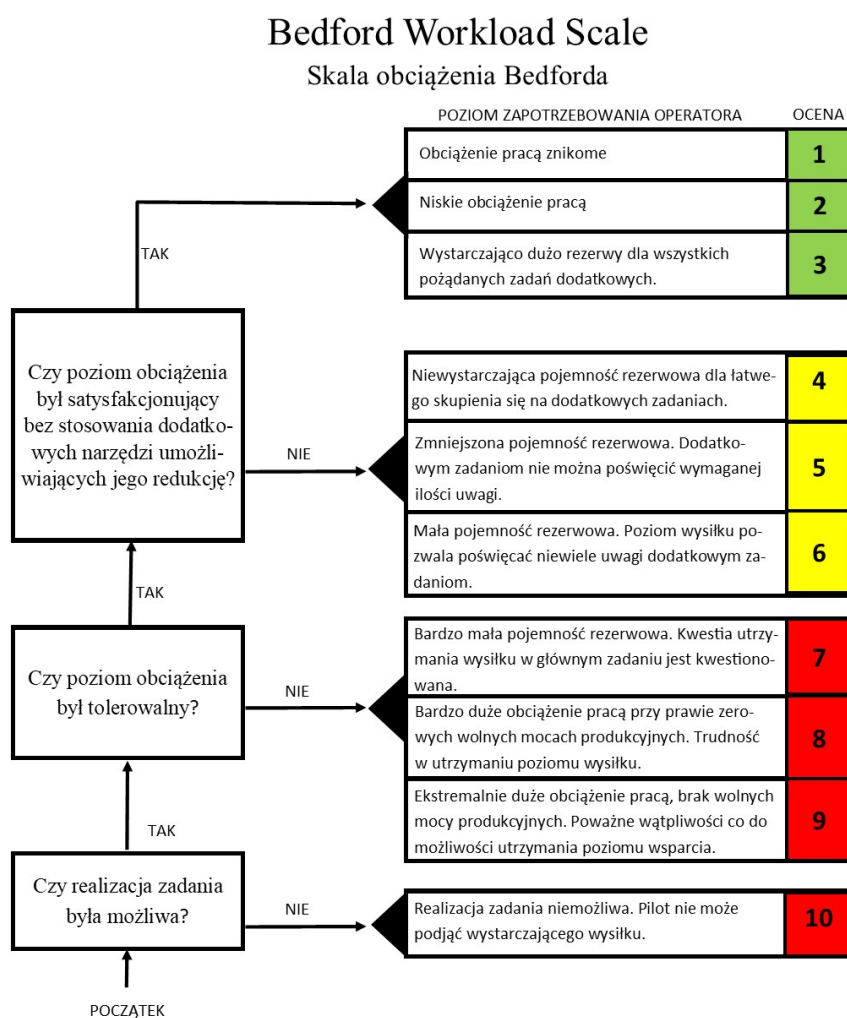 Bedford Workload Scale
Skala obciążenia Bedforda
POZIOM ZAPOTRZEBOWANIA OPERATORA
OCENA
Obciążenie pracą znikome
1
Niskie obciążenie pracą
2
Wystarczająco dużo rezerwy dla wszystkich
pożądanych zadań dodatkowych.
3
TAK
Czy poziom obciążenia
był satysfakcjonujący
bez stosowania dodatko-
wych narzędzi umożli-
wiających jego redukcję?
NIE
Niewystarczająca pojemność rezerwowa dla łatwe-
go skupienia się na dodatkowych zadaniach.
4
Zmniejszona pojemność rezerwowa. Dodatko-
wym zadaniom nie można poświęcić wymaganej
ilości uwagi.
5
Mała pojemność rezerwowa. Poziom wysiłku po-
zwala poświęcać niewiele uwagi dodatkowym za-
daniom.
6
TAK
Czy poziom obciążenia
był tolerowalny?
NIE
Bardzo mała pojemność rezerwowa. Kwestia utrzy-
mania wysiłku w głównym zadaniu jest kwestiono-
wana.
7
Bardzo duże obciążenie pracą przy prawie zero-
wych wolnych mocach produkcyjnych. Trudność
w utrzymaniu poziomu wysiłku.
8
Ekstremalnie duże obciążenie pracą, brak wolnych
mocy produkcyjnych. Poważne wątpliwości co do
możliwości utrzymania poziomu wsparcia.
9
TAK
Czy realizacja zadania
była możliwa?
NIE
Realizacja zadania niemożliwa. Pilot nie może
podjąć wystarczającego wysiłku.
10
POCZĄTEK